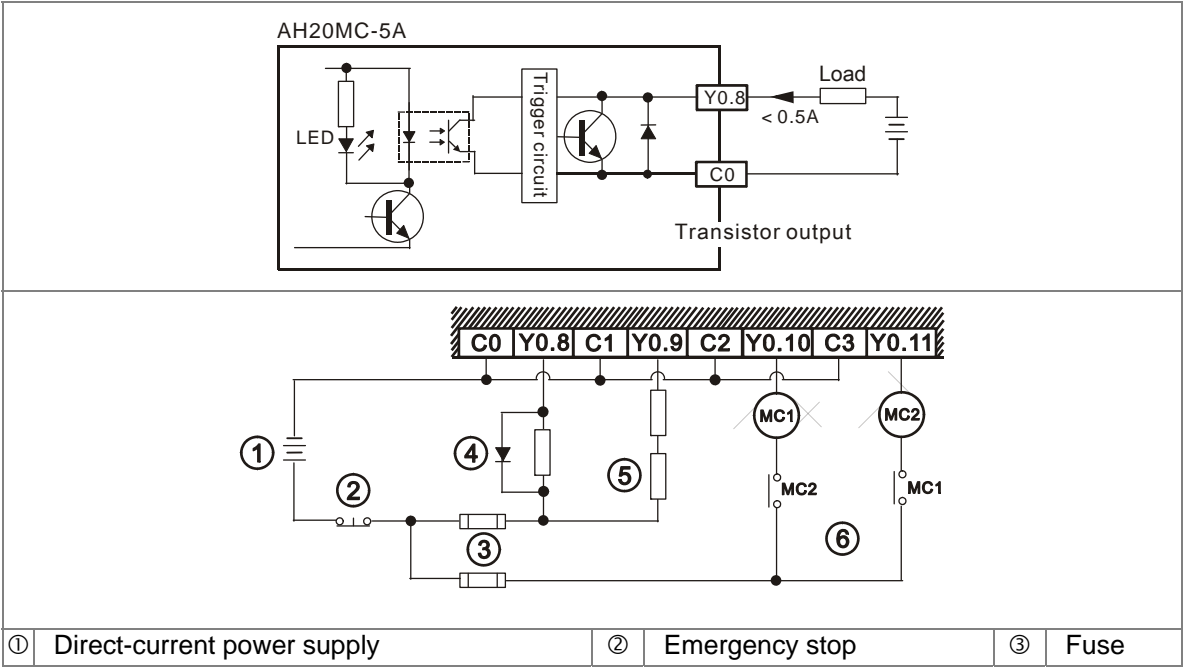 AH20MC-5A
LED
Trigger circuit
Y0.8
Load
< 0.5A
C0
Transistor output
C0 Y0.8 C1 Y0.9 C2 Y0.10 C3 Y0.11
MC1 MC2
① ④ ⑤
MC2 MC1
②
③ ⑥
① Direct-current power supply ② Emergency stop ③ Fuse